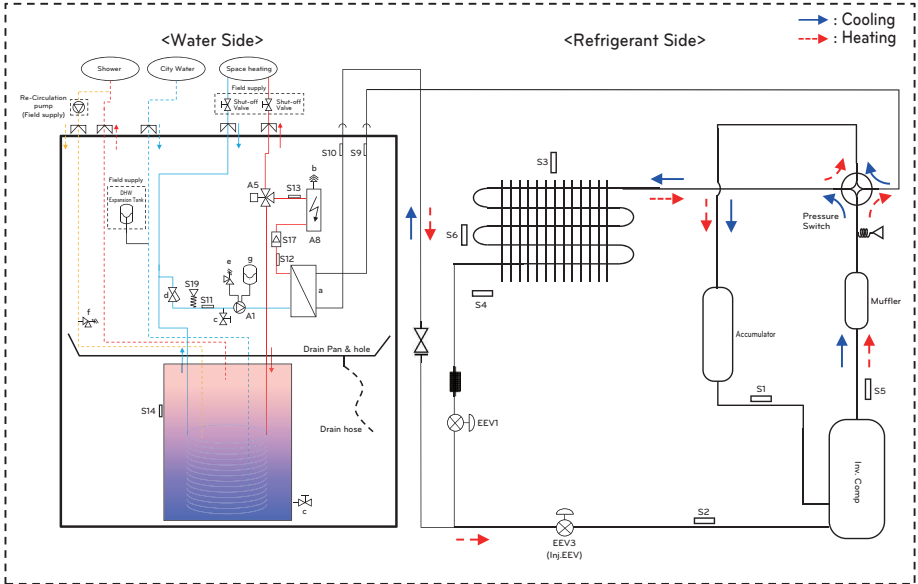 : Cooling
: Heating
<Water Side>
<Refrigerant Side>
Shower
City Water
Space heating
Field supply
Shut-off
Valve
Shut-off
Valve
Re-Circulation
pump
(Field supply)
S10
S9
S3
b
A5
S13
Field supply
DHW
Expansion Tank
Pressure
Switch
A8
S17
S6
S12
e
g
a
S19
d
S11
S4
c
A1
f
Muffler
Accumulator
Drain Pan & hole
S1
S5
S14
EEV1
Drain hose
Inv. Comp
c
S2
EEV3
(Inj.EEV)